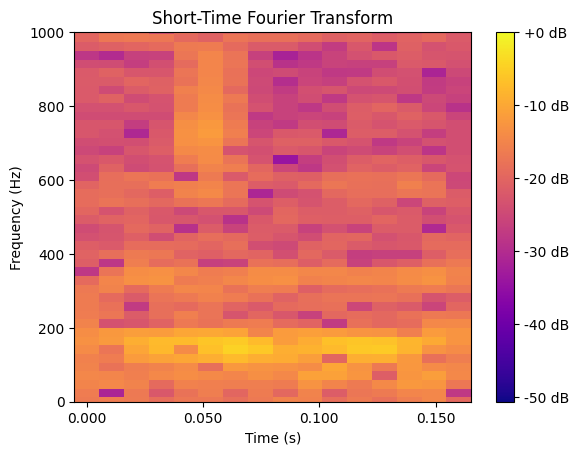 Short-Time Fourier Transform
1000
800
600
400
200
0
Frequency (Hz)
0.000
0.050
0.100
0.150
Time (s)
+0 dB
-10 dB
-20 dB
-30 dB
-40 dB
-50 dB